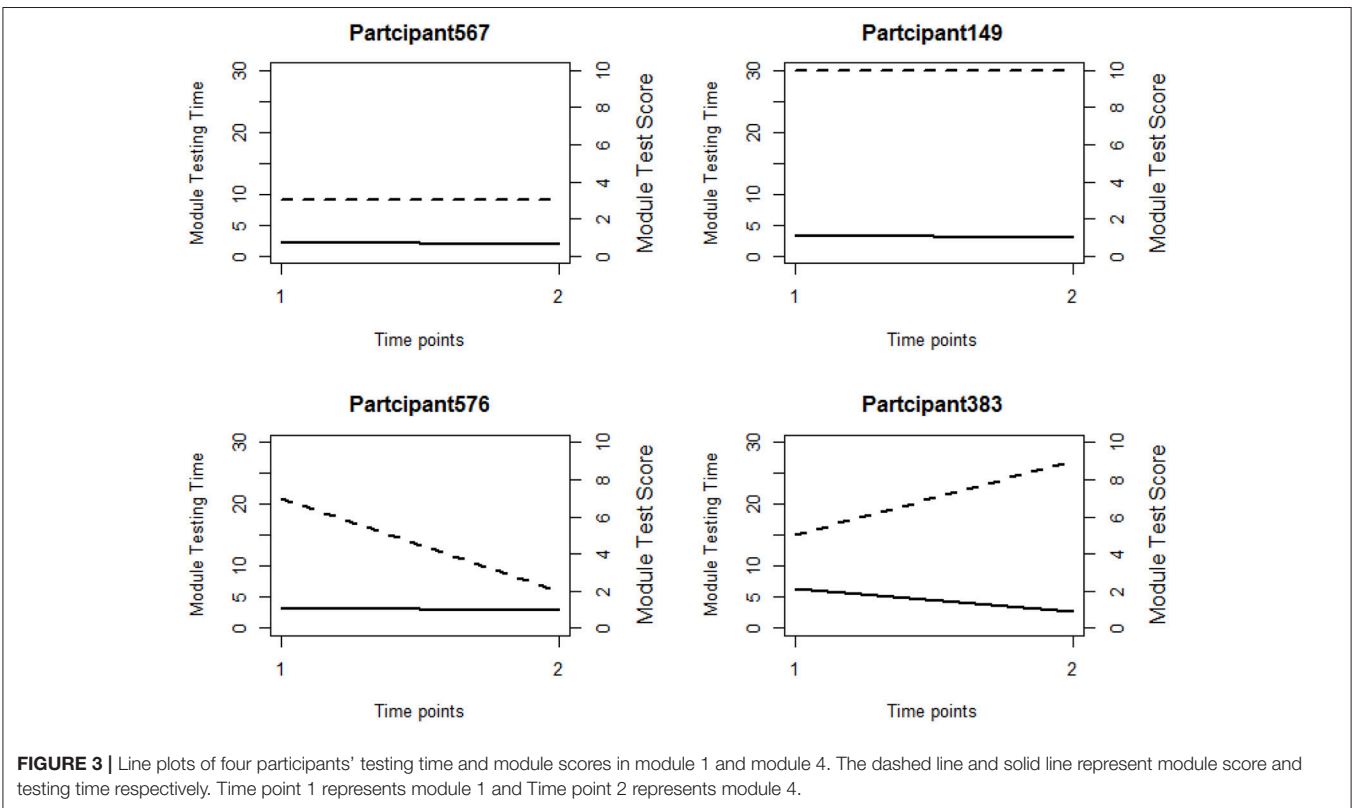 Partcipant567
Module Testing Time
0 5 10 20 30
0 2 4 6 8 10
Module Test Score
1 2
Time points
Partcipant149
Module Testing Time
0 5 10 20 30
0 2 4 6 8 10
Module Test Score
1 2
Time points
Partcipant576
Module Testing Time
0 5 10 20 30
0 2 4 6 8 10
Module Test Score
1 2
Time points
Partcipant383
Module Testing Time
0 5 10 20 30
0 2 4 6 8 10
Module Test Score
1 2
Time points
FIGURE 3 | Line plots of four participants' testing time and module scores in module 1 and module 4. The dashed line and solid line represent module score and
testing time respectively. Time point 1 represents module 1 and Time point 2 represents module 4.